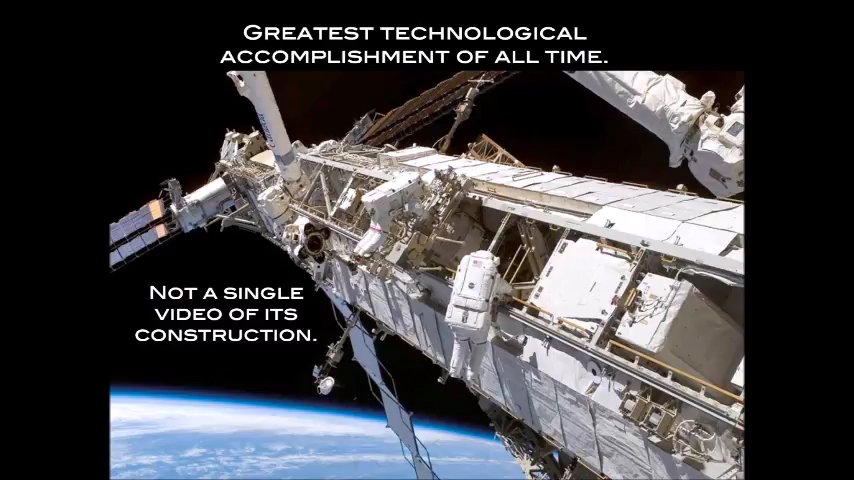 GREATEST TECHNOLOGICAL
ACCOMPLISHMENT OF ALL TIME.
NOT A SINGLE
VIDEO OF ITS
CONSTRUCTION.